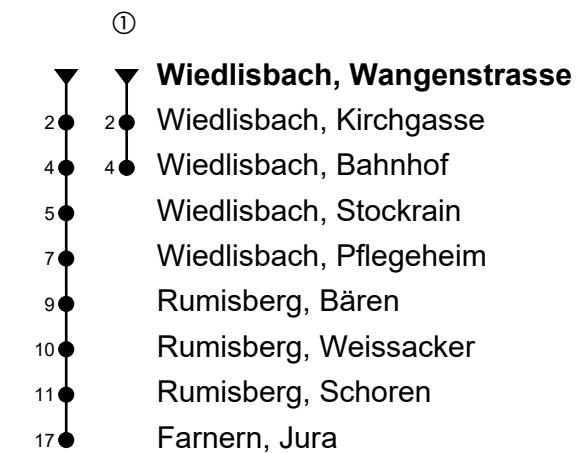 ①
Wiedlisbach, Wangenstrasse
2 2 Wiedlisbach, Kirchgasse
4 4 Wiedlisbach, Bahnhof
5 Wiedlisbach, Stockrain
7 Wiedlisbach, Pflegeheim
9 Rumisberg, Bären
10 Rumisberg, Weissacker
11 Rumisberg, Schoren
17 Farnern, Jura